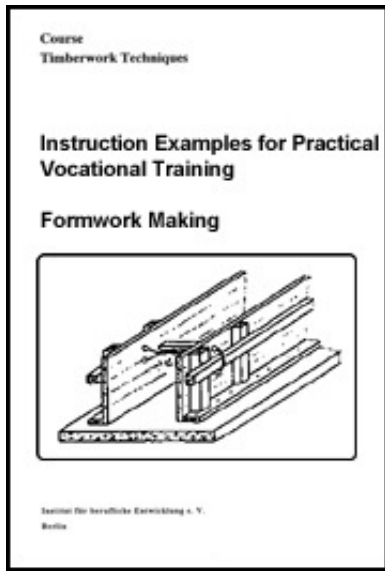 Course
Timberwork Techniques
Instruction Examples for Practical
Vocational Training
Formwork Making
Institut für berufliche Entwicklung e. V.
Berlin